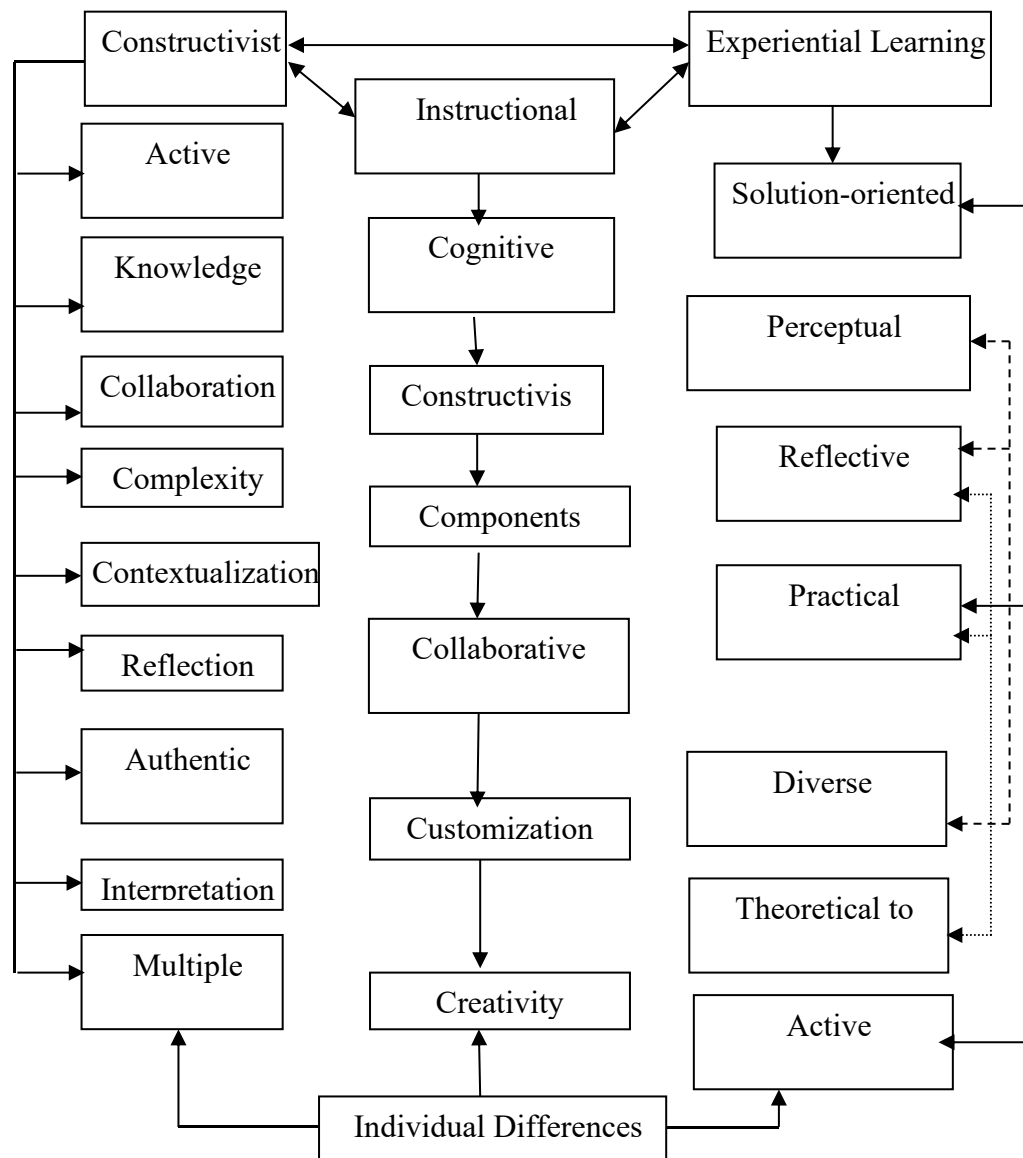 Constructivist
Experiential Learning
Instructional
Active
Solution-oriented
Knowledge
Cognitive
Perceptual
Collaboration
Constructivis
Reflective
Complexity
Components
Contextualization
Practical
Reflection
Collaborative
Authentic
Diverse
Customization
Interpretation
Theoretical to
Multiple
Creativity
Active
Individual Differences